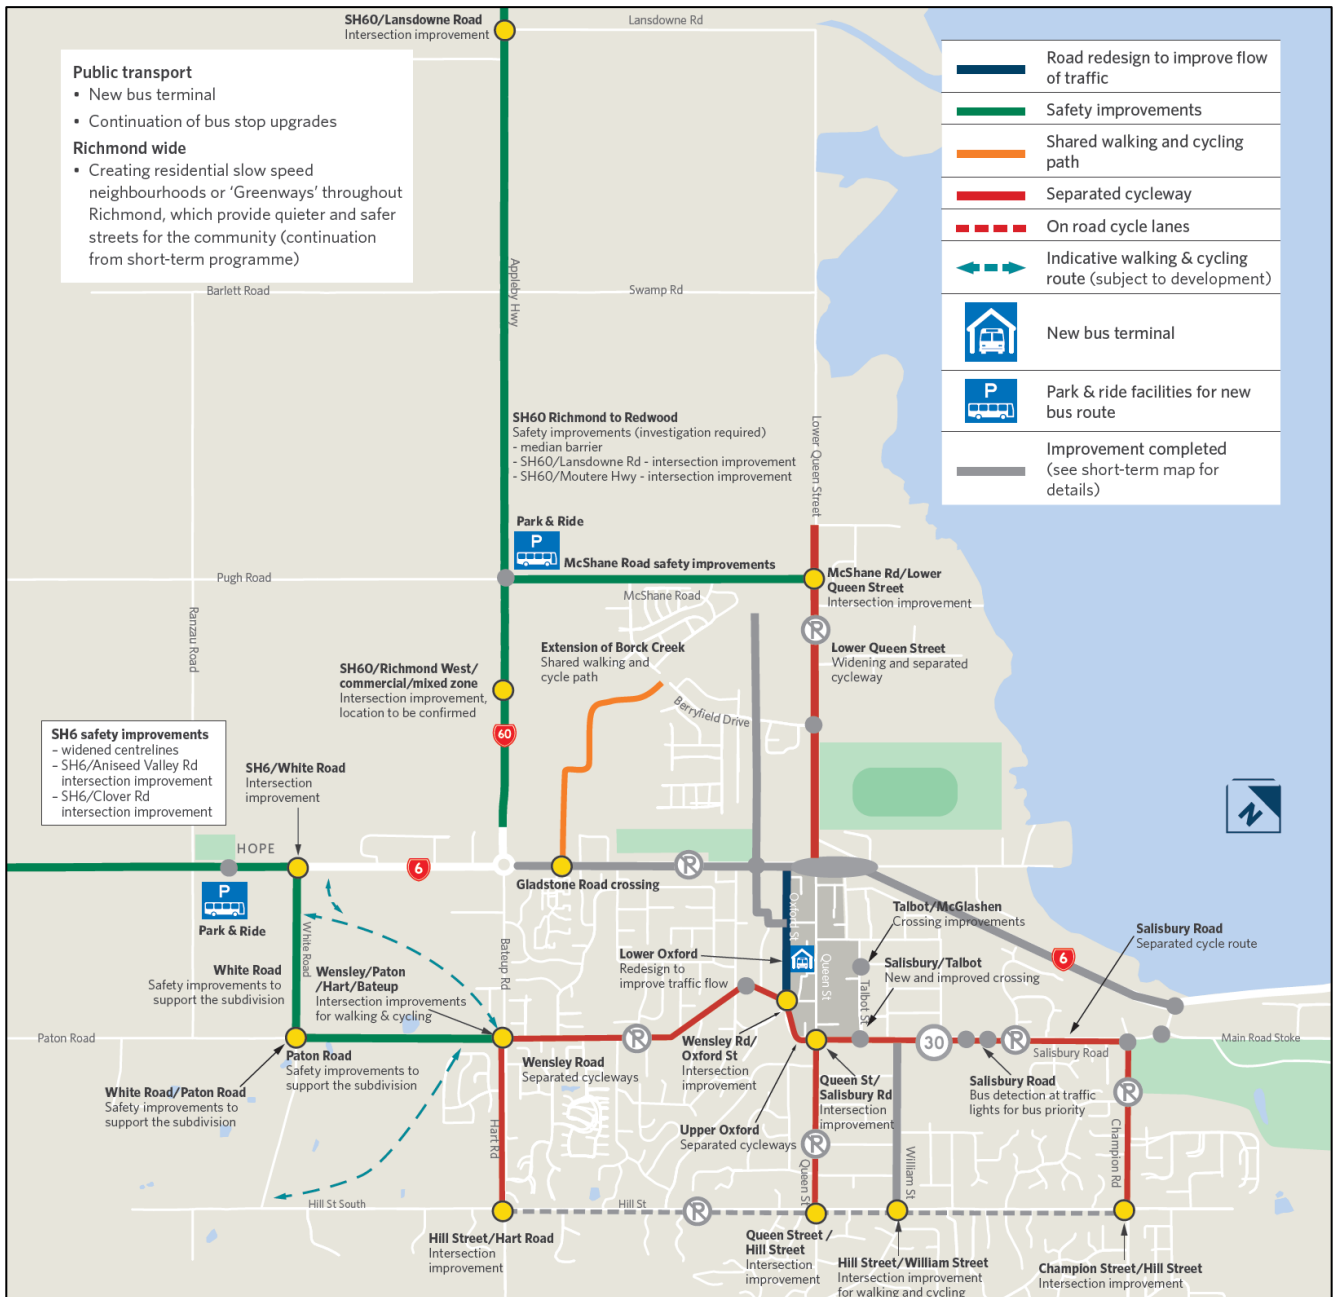 SH60/Lansdowne Road
Intersection improvement
Lansdowne Rd
Public transport
• New bus terminal
• Continuation of bus stop upgrades
Richmond wide
• Creating residential slow speed
neighbourhoods or ‘Greenways’ throughout
Richmond, which provide quieter and safer
streets for the community (continuation
from short-term programme)
Road redesign to improve flow
of traffic
Safety improvements
Shared walking and cycling
path
Separated cycleway
On road cycle lanes
Indicative walking & cycling
route (subject to development)
New bus terminal
P
Park & ride facilities for new
bus route
Improvement completed
(see short-term map for
details)
Barlett Road
Appleby Hwy
Swamp Rd
SH60 Richmond to Redwood
Safety improvements (investigation required)
- median barrier
- SH60/Lansdowne Rd - intersection improvement
- SH60/Moutere Hwy - intersection improvement
Lower Queen Street
Park & Ride
P
McShane Road safety improvements
Pugh Road
McShane Road
McShane Rd/Lower
Queen Street
Intersection improvement
P
Ranzau Road
Extension of Borck Creek
Shared walking and
cycle path
Lower Queen Street
Widening and separated
cycleway
SH60/Richmond West/
commercial/mixed zone
Intersection improvement,
location to be confirmed
Berryfield Drive
60
SH6 safety improvements
– widened centrelines
– SH6/Aniseed Valley Rd
intersection improvement
– SH6/Clover Rd
intersection improvement
SH6/White Road
Intersection
improvement
N
HOPE
6
P
Gladstone Road crossing
P
Park & Ride
White Road
Bateup Rd
Oxford St
Queen St
Talbot St
Talbot/McGlashen
Crossing improvements
Salisbury Road
Separated cycle route
6
Lower Oxford
Redesign to
improve traffic flow
Salisbury/Talbot
New and improved crossing
White Road
Safety improvements to
support the subdivision
Wensley/Paton
/Hart/Bateup
Intersection improvements
for walking & cycling
Paton Road
P
30
P
Salisbury Road
Main Road Stoke
Paton Road
Safety improvements to
support the subdivision
Wensley Road
Separated cycleways
Wensley Rd/
Oxford St
Intersection
improvement
Queen St/
Salisbury Rd
Intersection
improvement
Salisbury Road
Bus detection at traffic
lights for bus priority
P
White Road/Paton Road
Safety improvements to
support the subdivision
Upper Oxford
Separated cycleways
P
Hart Rd
Queen St
William St
Champion Rd
Hill St South
Hill St
P
Hill Street/Hart Road
Intersection
improvement
Queen Street /
Hill Street
Intersection
improvement
Hill Street/William Street
Intersection improvement
for walking and cycling
Champion Street/Hill Street
Intersection improvement